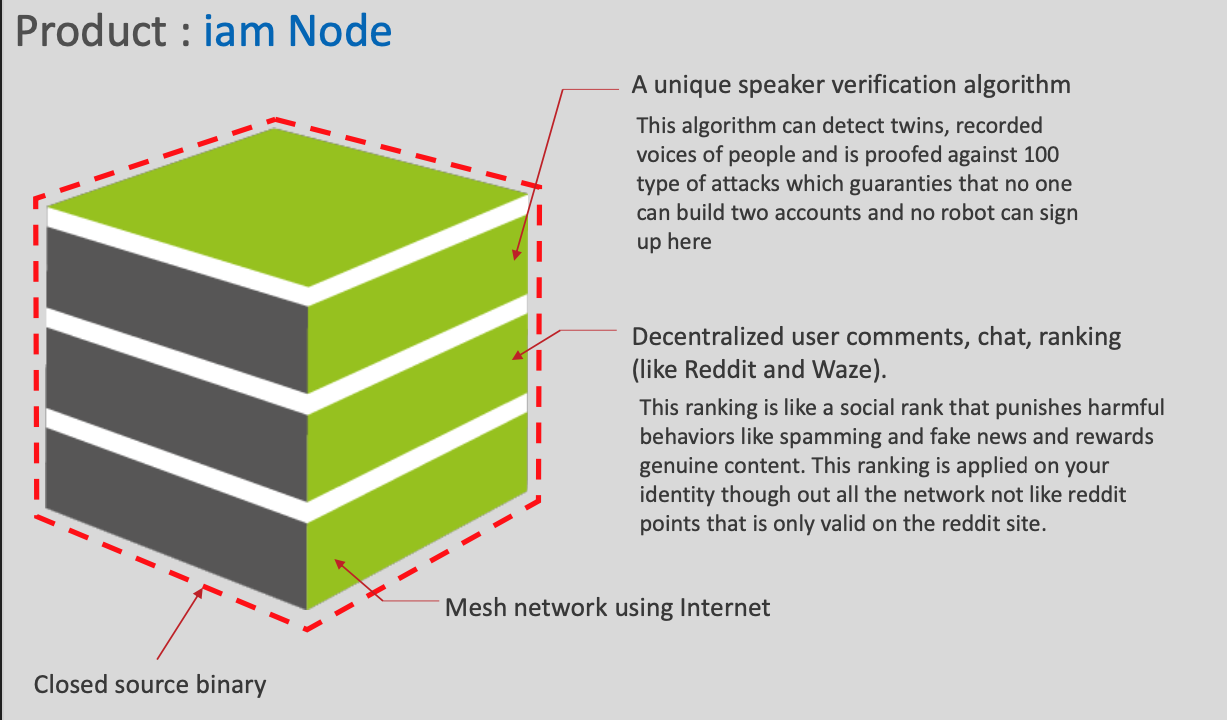 Product : iam Node
A unique speaker verification algorithm
This algorithm can detect twins, recorded
voices of people and is proofed against 100
type of attacks which guaranties that no one
can build two accounts and no robot can sign
up here
Decentralized user comments, chat, ranking
(like Reddit and Waze).
This ranking is like a social rank that punishes harmful
behaviors like spamming and fake news and rewards
genuine content. This ranking is applied on your
identity though out all the network not like reddit
points that is only valid on the reddit site.
Mesh network using Internet
Closed source binary